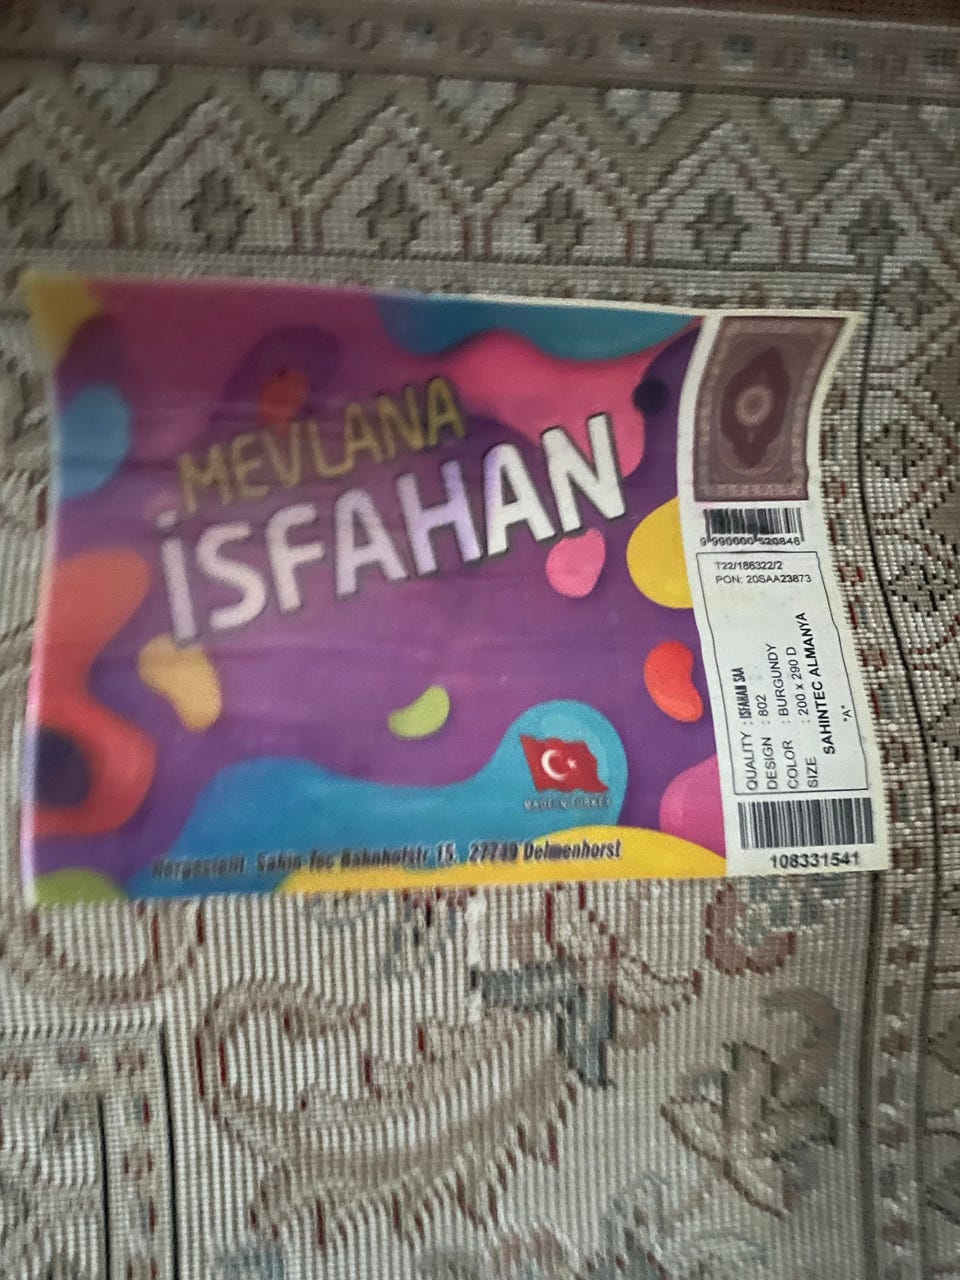 MEVLANA
İSFAHAN
MADE IN TURKEY
Hergestellt Sahin-Tec Bahnhofstr 15. 27749 Delmenhorst
9 990000 520848
T22/186322/2
PON: 20SAA23873
QUALITY : ISFAHAN SAA
DESIGN : 802
COLOR : BURGUNDY
SIZE : 200 x 290 D
SAHINTEC ALMANYA
"A"
108331541